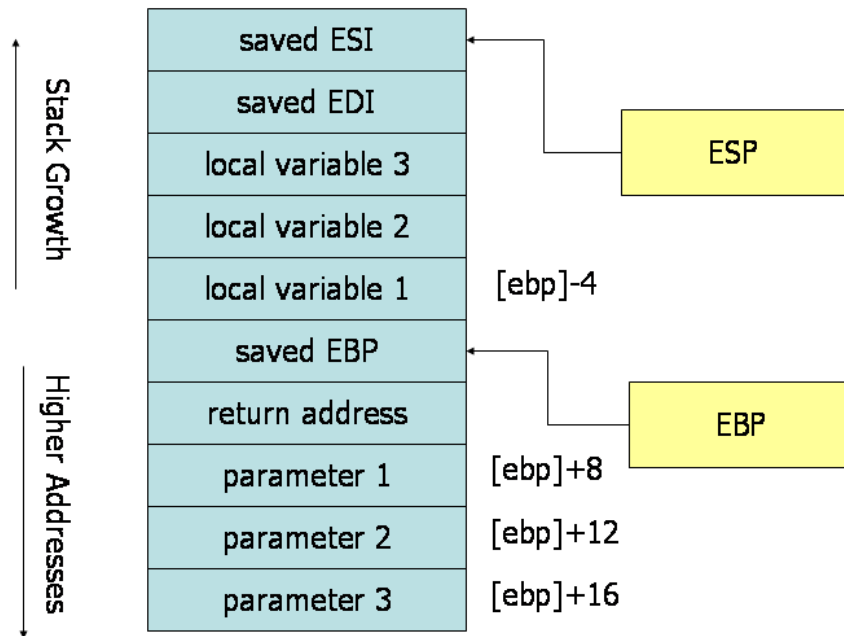 saved ESI
saved EDI
local variable 3
local variable 2
local variable 1
[ebp]-4
saved EBP
return address
parameter 1
[ebp]+8
parameter 2
[ebp]+12
parameter 3
[ebp]+16
ESP
EBP
Stack Growth
Higher Addresses